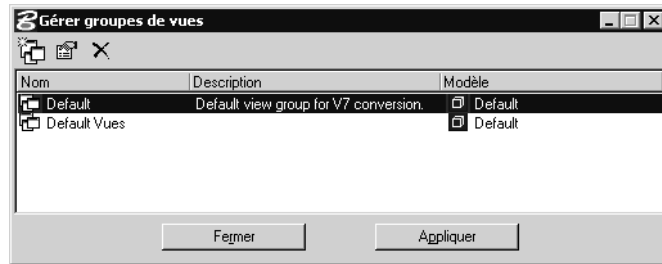 Gérer groupes de vues
Nom Description Modèle
Default Default view group for V7 conversion. Default
Default Vues Default
Fermer Appliquer